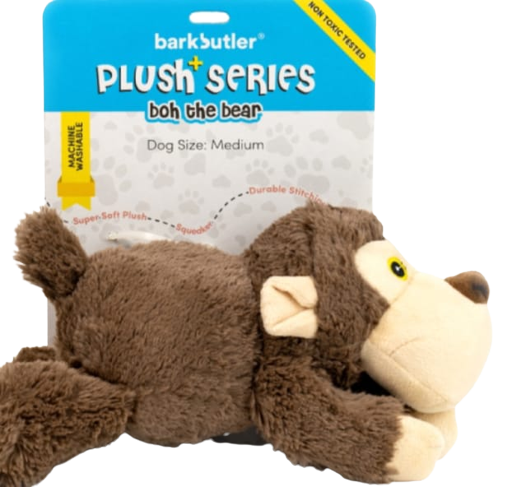 NON TOXIC TESTED
barkbutler®
PLUSH+ SERIES
boh the bear
Dog Size: Medium
MACHINE
WASHABLE
Super Soft Plush
Squeaker
Durable Stitching